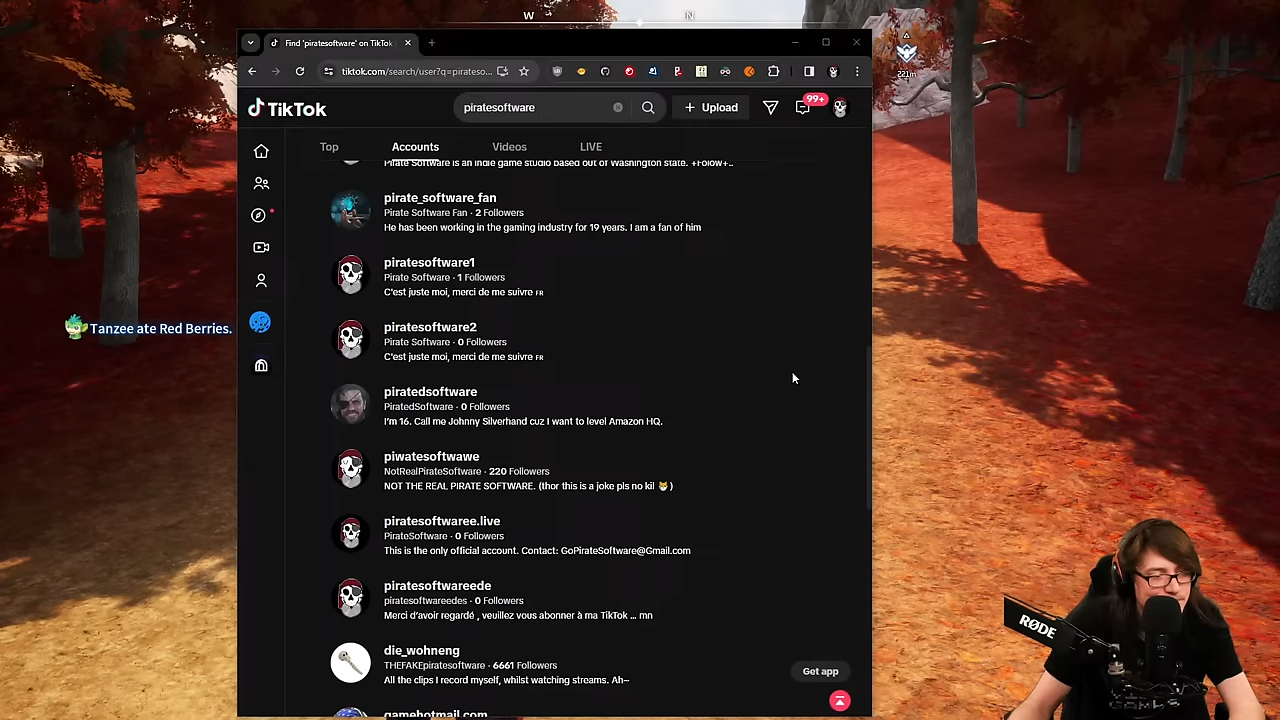 W N
Find 'piratesoftware' on TikTok
tiktok.com/search/user?q=pirateso...
221m
TikTok
piratesoftware
+ Upload
99+
Top Accounts Videos LIVE
Pirate Software is an indie game studio based out of Washington state. +Follow+..
pirate_software_fan
Pirate Software Fan · 2 Followers
He has been working in the gaming industry for 19 years. I am a fan of him
piratesoftware1
Pirate Software · 1 Followers
C'est juste moi, merci de me suivre FR
piratesoftware2
Pirate Software · 0 Followers
C'est juste moi, merci de me suivre FR
Tanzee ate Red Berries.
piratedsoftware
PiratedSoftware · 0 Followers
I'm 16. Call me Johnny Silverhand cuz I want to level Amazon HQ.
piwatesoftwawe
NotRealPirateSoftware · 220 Followers
NOT THE REAL PIRATE SOFTWARE. (thor this is a joke pls no kil 🐱)
piratesoftwaree.live
PirateSoftware · 0 Followers
This is the only official account. Contact: GoPirateSoftware@Gmail.com
piratesoftwareede
piratesoftwareedes · 0 Followers
Merci d'avoir regardé , veuillez vous abonner à ma TikTok ... mn
die_wohneng
THEFAKEpiratesoftware · 6661 Followers
All the clips I record myself, whilst watching streams. Ah~
Get app
gamehotmail.com
RØDE
GAMES